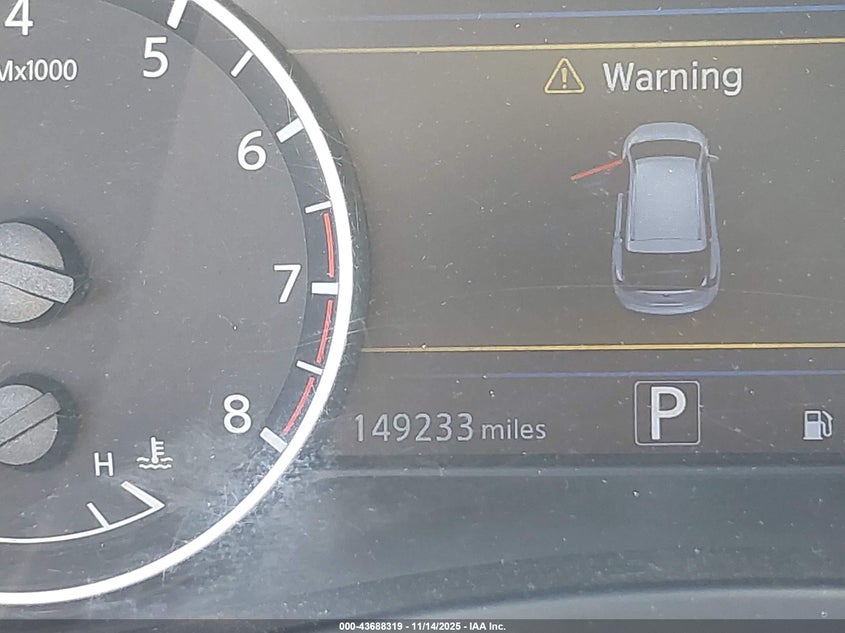 4
5
Mx1000
Warning
6
7
8
149233 miles
P
H
000-43688319 - 11/14/2025 - IAA Inc.